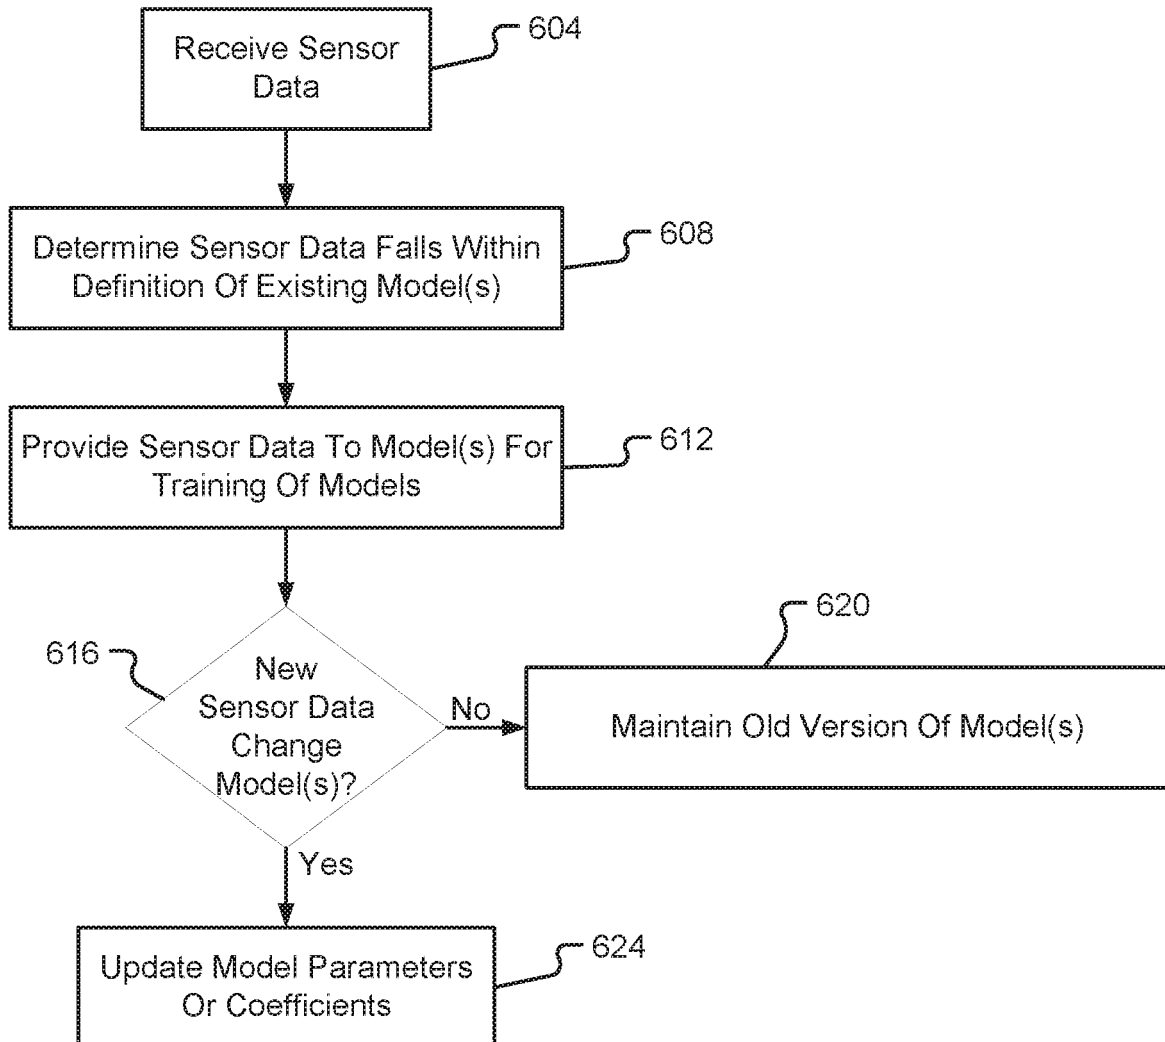 Receive Sensor
Data
604
Determine Sensor Data Falls Within
Definition Of Existing Model(s)
608
Provide Sensor Data To Model(s) For
Training Of Models
612
616
New
Sensor Data
Change
Model(s)?
No
620
Maintain Old Version Of Model(s)
Yes
Update Model Parameters
Or Coefficients
624